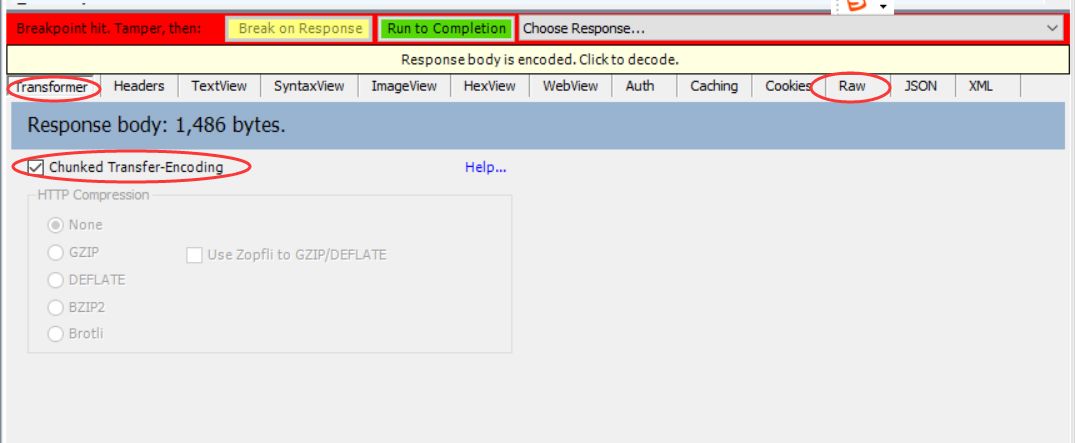 Breakpoint hit. Tamper, then: Break on Response Run to Completion Choose Response...
Response body is encoded. Click to decode.
Transformer Headers TextView SyntaxView ImageView HexView WebView Auth Caching Cookies Raw JSON XML
Response body: 1,486 bytes.
Chunked Transfer-Encoding Help...
HTTP Compression
None
GZIP Use Zopfli to GZIP/DEFLATE
DEFLATE
BZIP2
Brotli